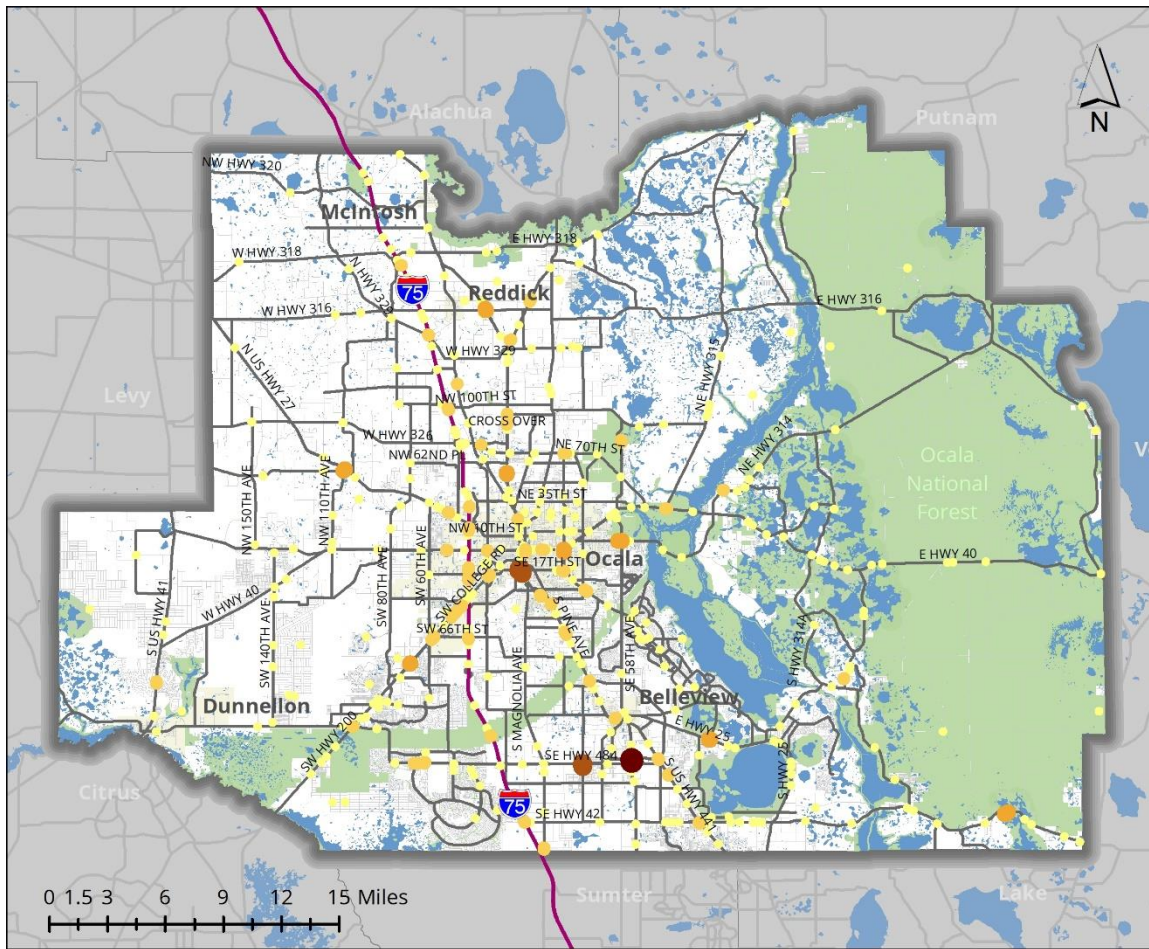 Alachua
Putnam
N
NW HWY 320
McIntosh
E HWY 318
W HWY 318
N HWY 329
75
Reddick
W HWY 316
E HWY 316
W HWY 329
N US HWY 27
NE HWY 315
Levy
NW 100TH ST
CROSS OVER
W HWY 326
NE 70TH ST
NW 62ND PL
NE HWY 314
Ocala
National
Forest
NW 150TH AVE
NW 110TH AVE
NE 35TH ST
NW 10TH ST
Ocala
SE 17TH ST
E HWY 40
SW 80TH AVE
SW 60TH AVE
SW COLLEGE RD
S US HWY 41
W HWY 40
SW 140TH AVE
SW 66TH ST
S PINE AVE
SE 58TH AVE
S HWY 314A
S MAGNOLIA AVE
Belleview
Dunnellon
E HWY 25
SW HWY 200
SE HWY 484
S HWY 25
S US HWY 441
Citrus
75
SE HWY 42
Sumter
Lake
0 1.5 3 6 9 12 15 Miles